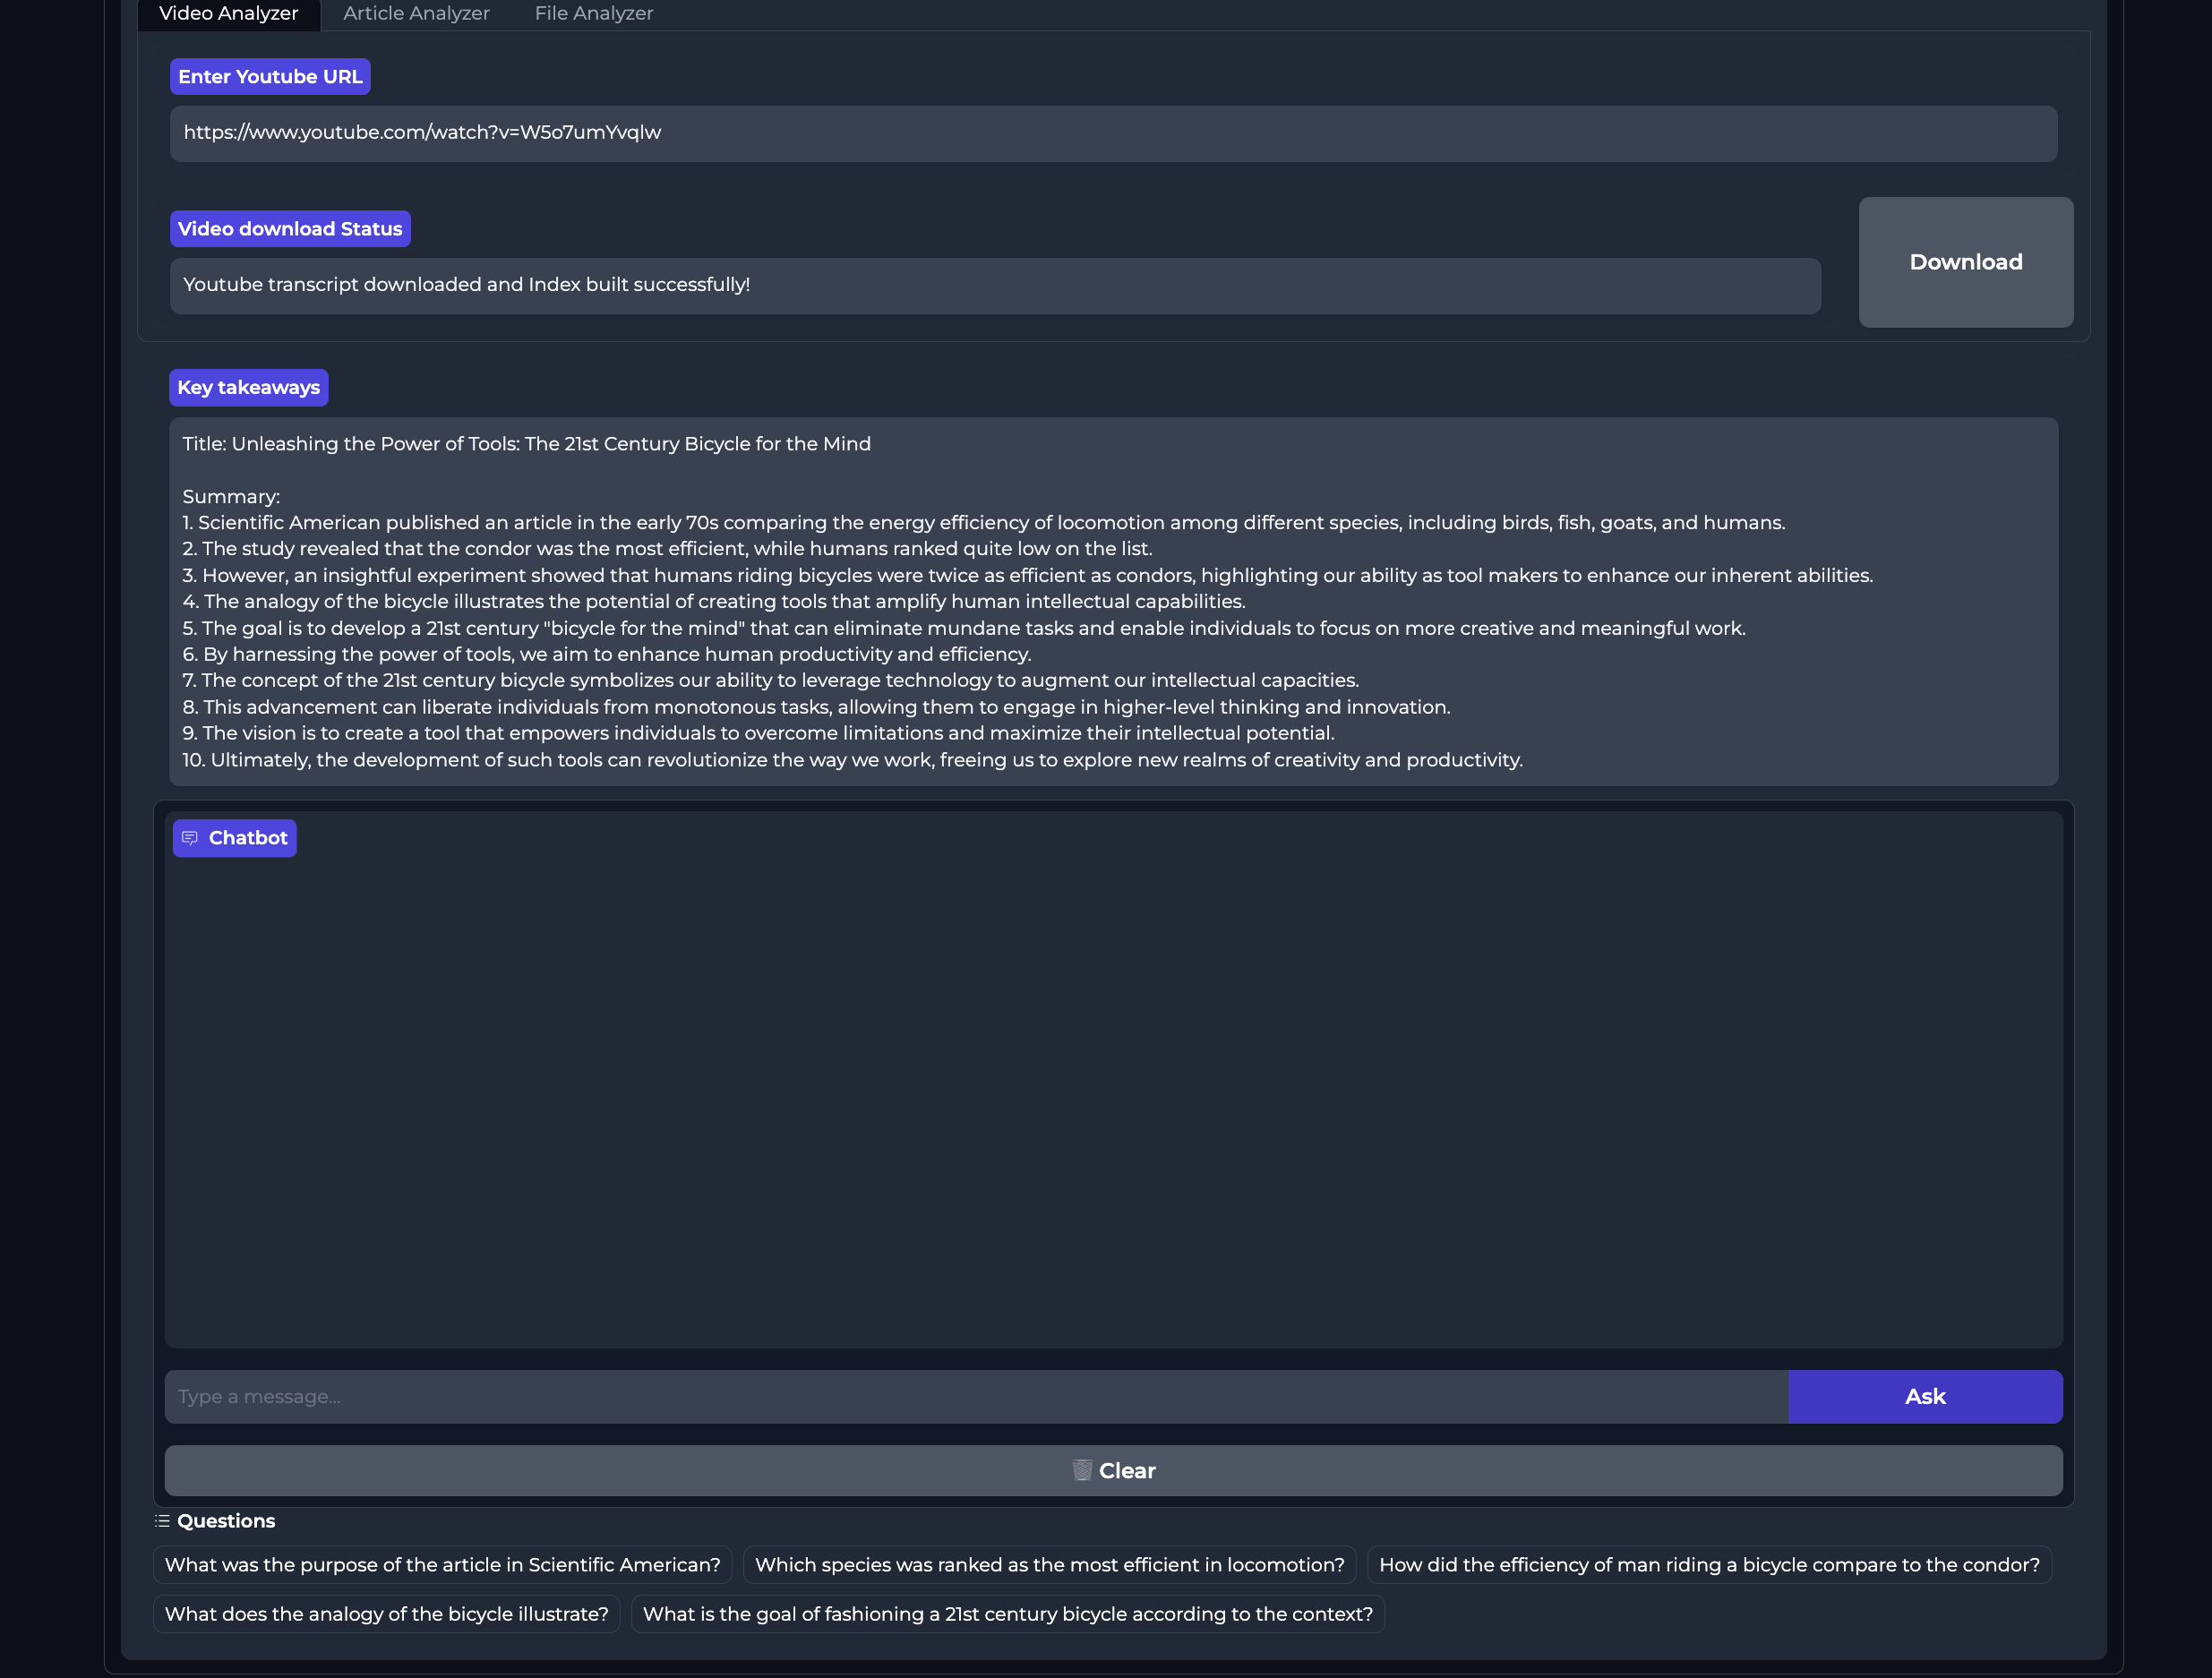 Video Analyzer Article Analyzer File Analyzer
Enter Youtube URL
https://www.youtube.com/watch?v=W5o7umYvqlw
Video download Status
Youtube transcript downloaded and Index built successfully!
Download
Key takeaways
Title: Unleashing the Power of Tools: The 21st Century Bicycle for the Mind
Summary:
1. Scientific American published an article in the early 70s comparing the energy efficiency of locomotion among different species, including birds, fish, goats, and humans.
2. The study revealed that the condor was the most efficient, while humans ranked quite low on the list.
3. However, an insightful experiment showed that humans riding bicycles were twice as efficient as condors, highlighting our ability as tool makers to enhance our inherent abilities.
4. The analogy of the bicycle illustrates the potential of creating tools that amplify human intellectual capabilities.
5. The goal is to develop a 21st century "bicycle for the mind" that can eliminate mundane tasks and enable individuals to focus on more creative and meaningful work.
6. By harnessing the power of tools, we aim to enhance human productivity and efficiency.
7. The concept of the 21st century bicycle symbolizes our ability to leverage technology to augment our intellectual capacities.
8. This advancement can liberate individuals from monotonous tasks, allowing them to engage in higher-level thinking and innovation.
9. The vision is to create a tool that empowers individuals to overcome limitations and maximize their intellectual potential.
10. Ultimately, the development of such tools can revolutionize the way we work, freeing us to explore new realms of creativity and productivity.
Chatbot
Type a message...
Ask
Clear
Questions
What was the purpose of the article in Scientific American? Which species was ranked as the most efficient in locomotion? How did the efficiency of man riding a bicycle compare to the condor?
What does the analogy of the bicycle illustrate? What is the goal of fashioning a 21st century bicycle according to the context?